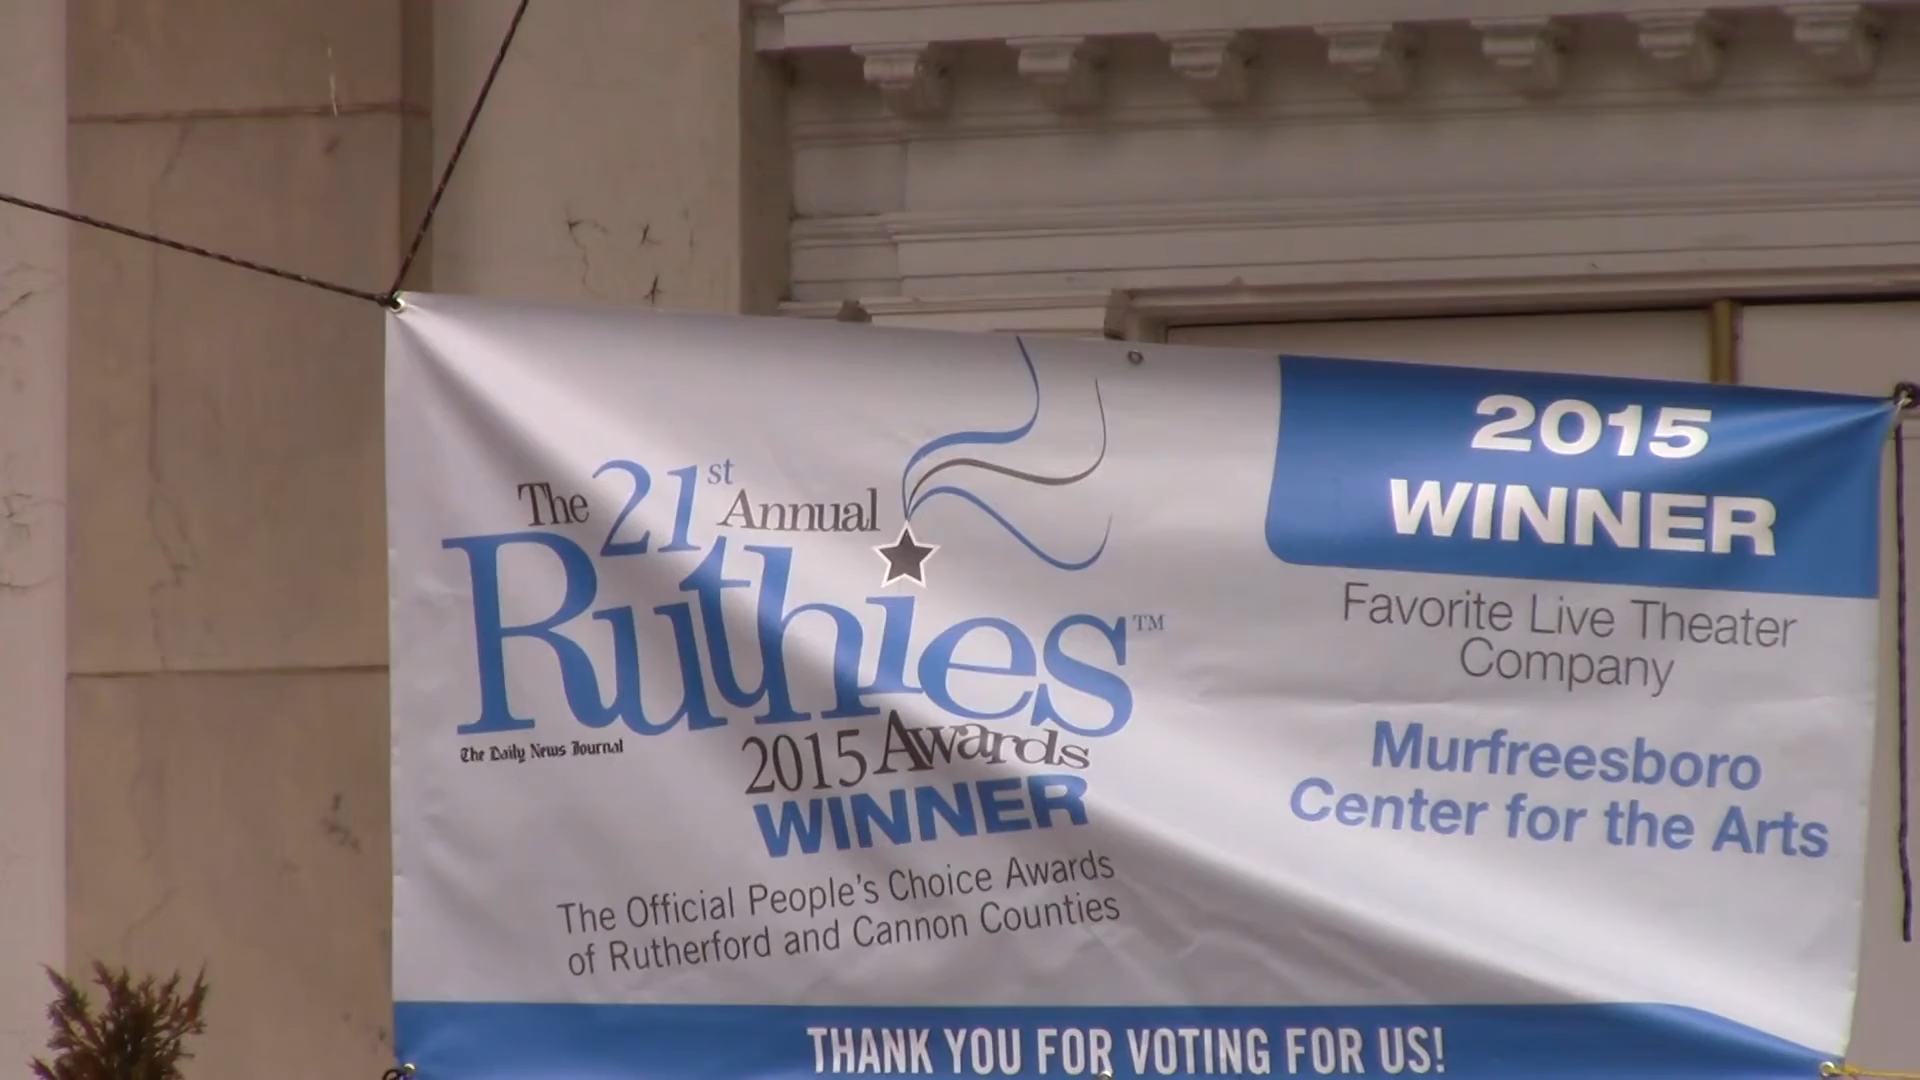 The 21st Annual
Ruthies™
The Daily News Journal
2015 Awards
WINNER
The Official People's Choice Awards
of Rutherford and Cannon Counties
2015
WINNER
Favorite Live Theater
Company
Murfreesboro
Center for the Arts
THANK YOU FOR VOTING FOR US!